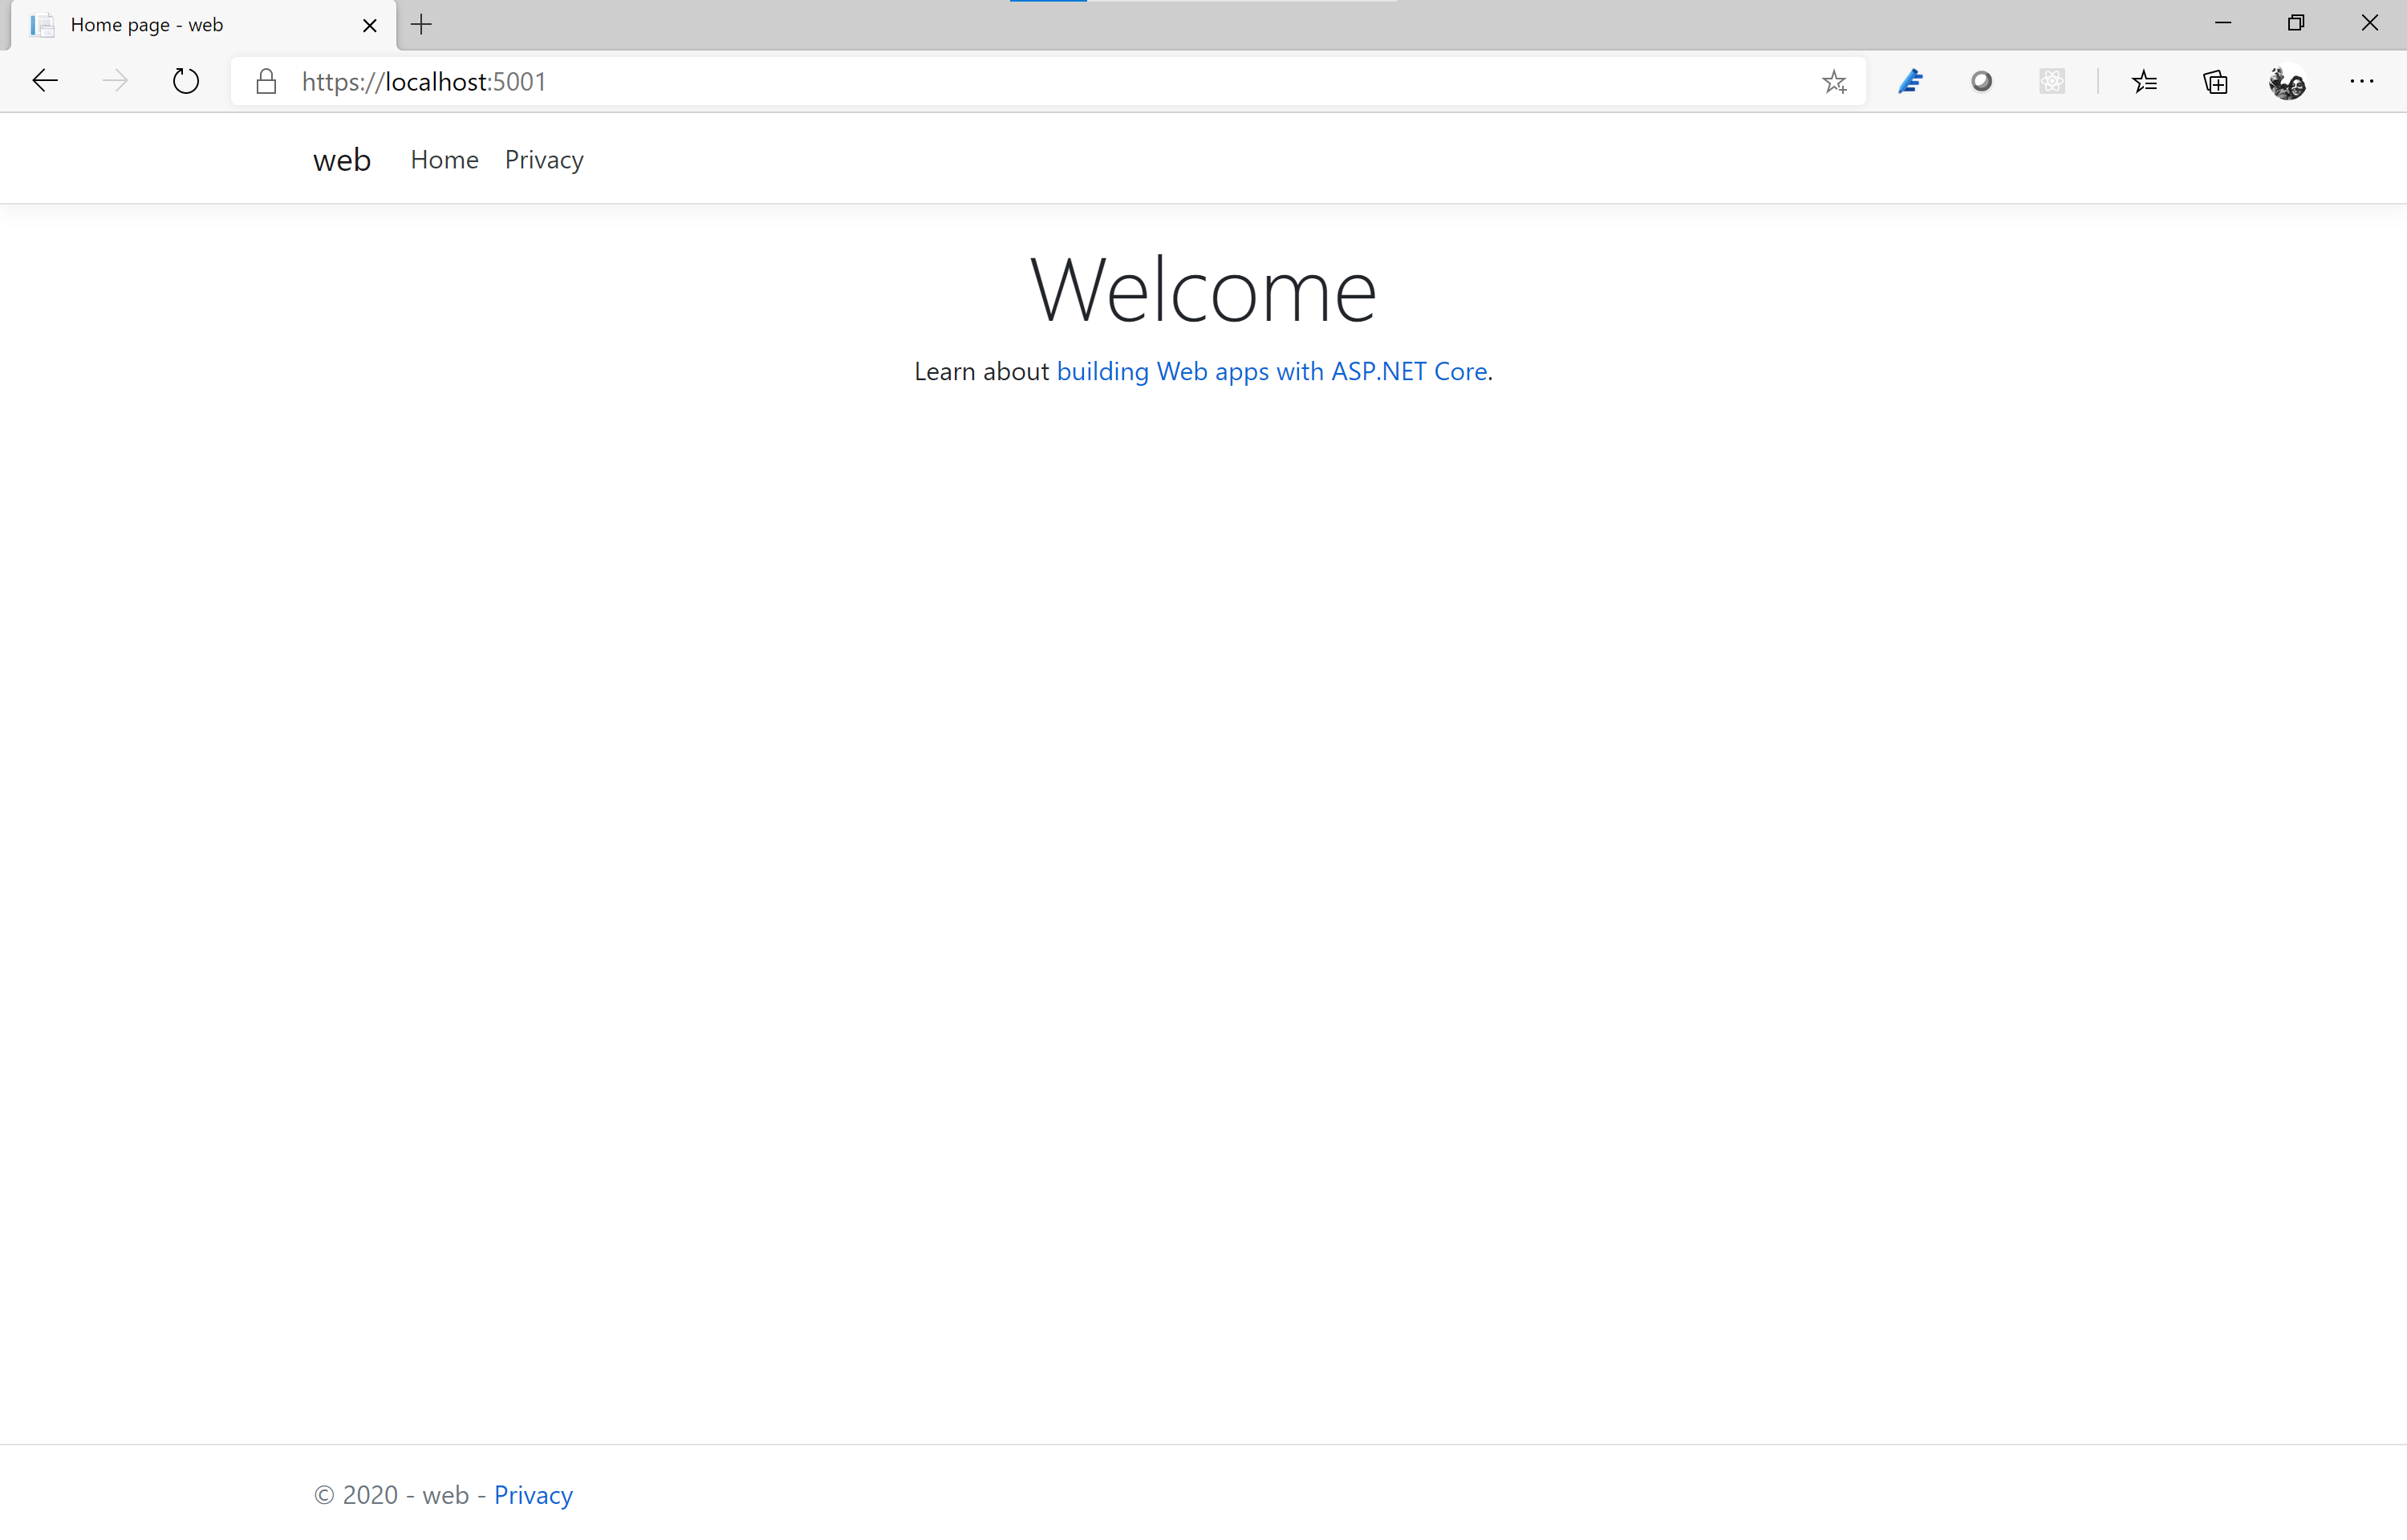 Home page - web
https://localhost:5001
web Home Privacy
Welcome
Learn about building Web apps with ASP.NET Core.
© 2020 - web - Privacy